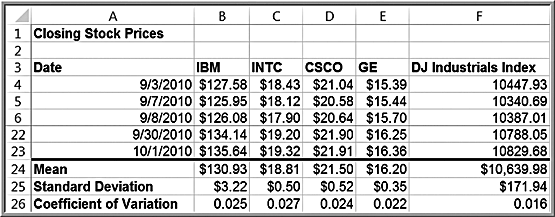 A B C D E F
1 Closing Stock Prices
2
3 Date IBM INTC CSCO GE DJ Industrials Index
4 9/3/2010 $127.58 $18.43 $21.04 $15.39 10447.93
5 9/7/2010 $125.95 $18.12 $20.58 $15.44 10340.69
6 9/8/2010 $126.08 $17.90 $20.64 $15.70 10387.01
22 9/30/2010 $134.14 $19.20 $21.90 $16.25 10788.05
23 10/1/2010 $135.64 $19.32 $21.91 $16.36 10829.68
24 Mean $130.93 $18.81 $21.50 $16.20 $10,639.98
25 Standard Deviation $3.22 $0.50 $0.52 $0.35 $171.94
26 Coefficient of Variation 0.025 0.027 0.024 0.022 0.016